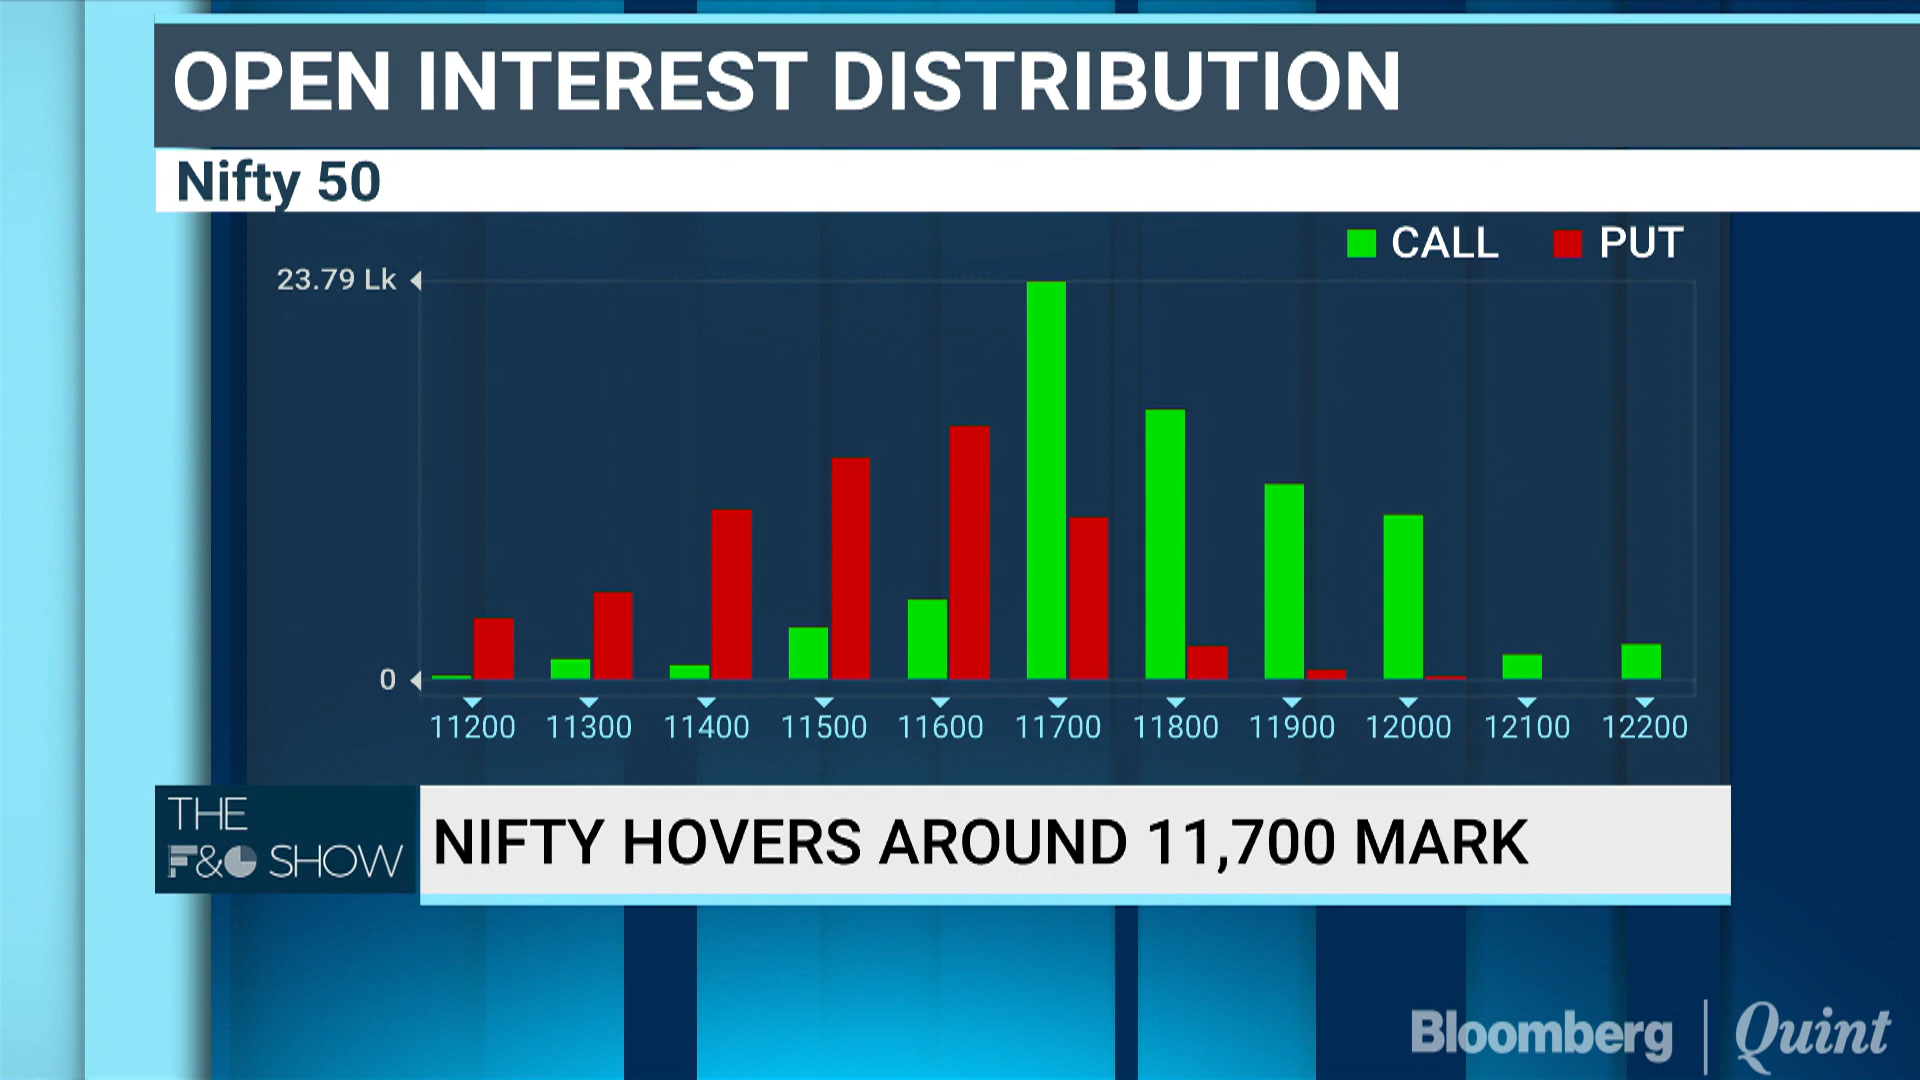 OPEN INTEREST DISTRIBUTION
Nifty 50
CALL PUT
23.79 Lk
0
11200 11300 11400 11500 11600 11700 11800 11900 12000 12100 12200
THE
F&O SHOW
NIFTY HOVERS AROUND 11,700 MARK
Bloomberg | Quint